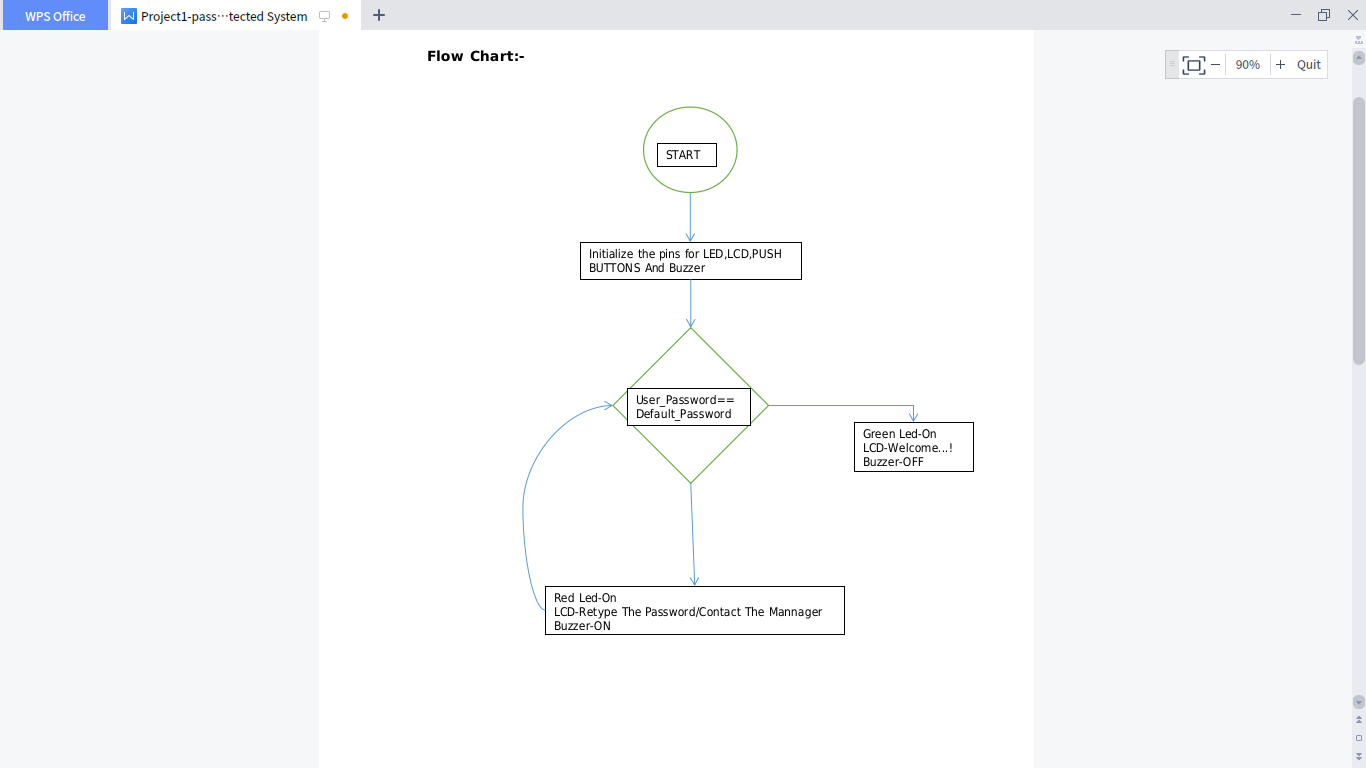 WPS Office
Project1-pass···tected System
Flow Chart:-
90%
Quit
START
Initialize the pins for LED,LCD,PUSH
BUTTONS And Buzzer
User_Password==
Default_Password
Green Led-On
LCD-Welcome...!
Buzzer-OFF
Red Led-On
LCD-Retype The Password/Contact The Mannager
Buzzer-ON